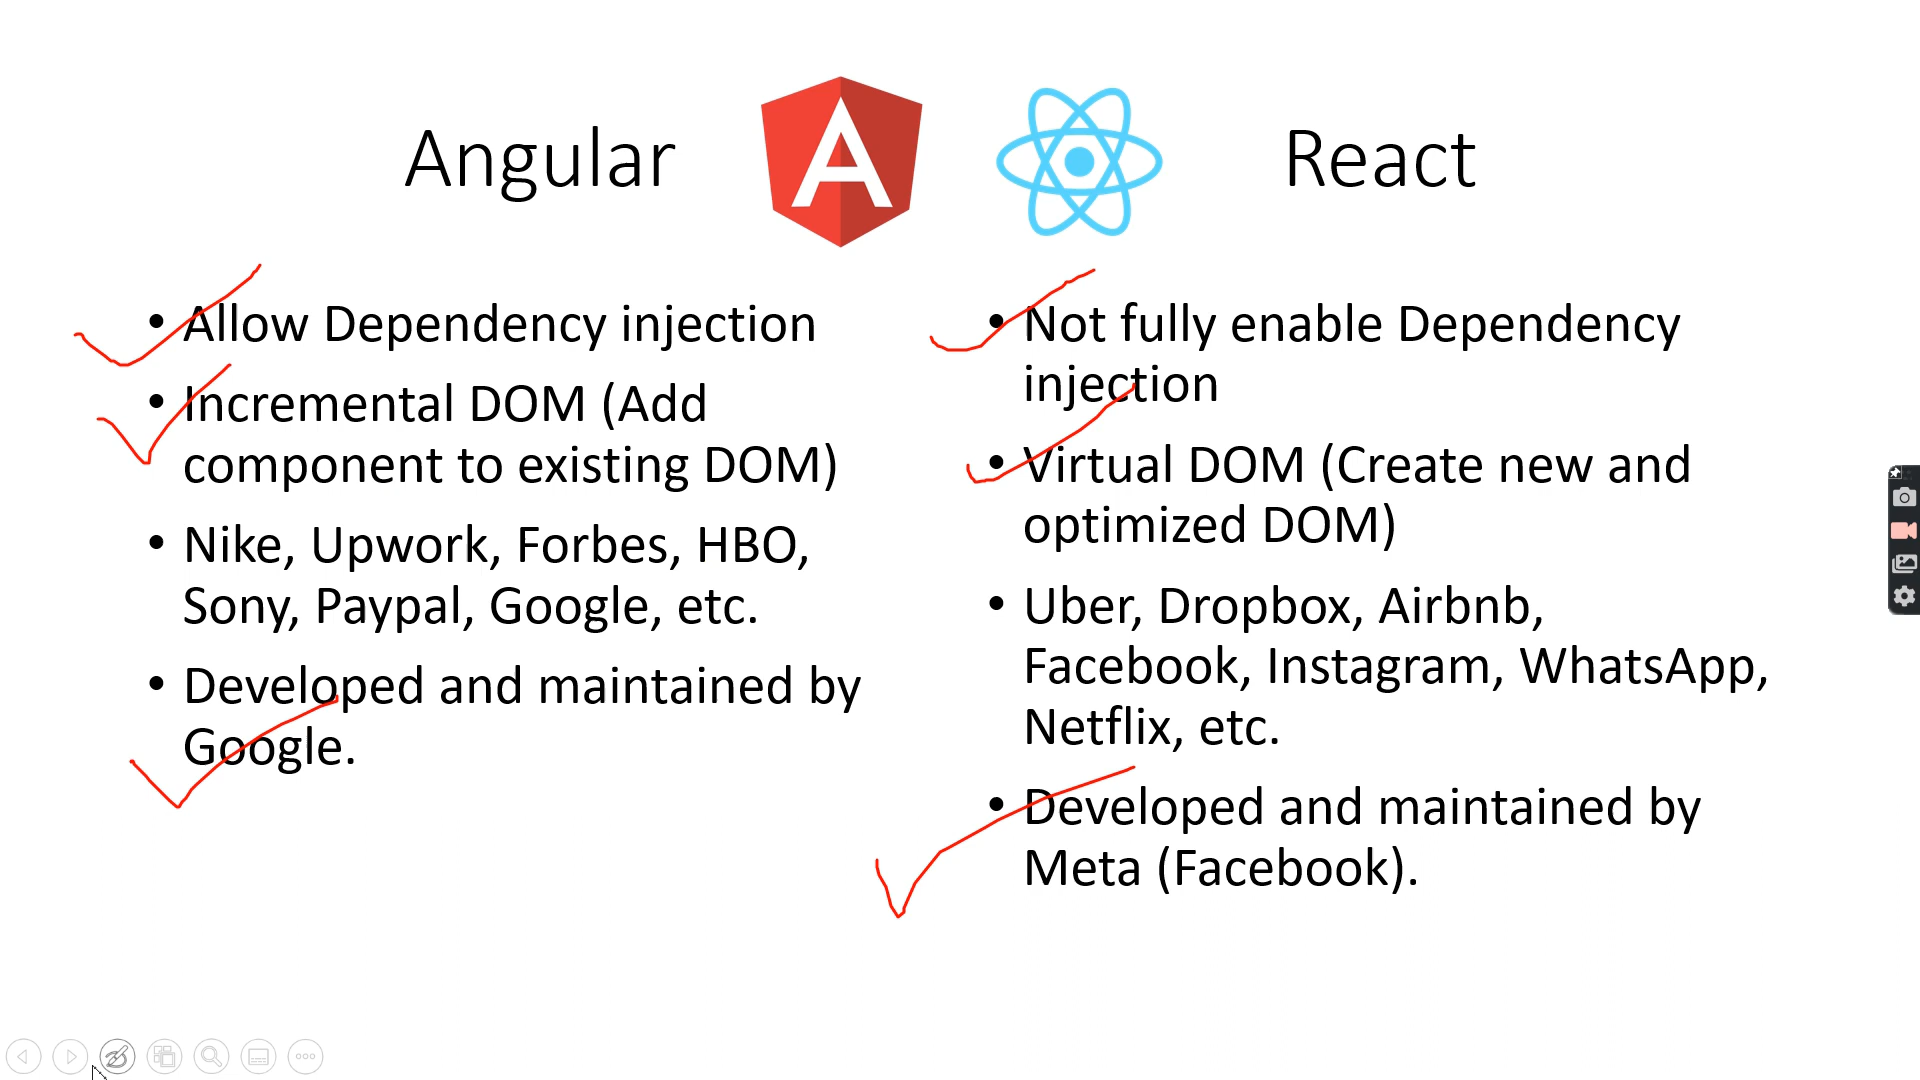 Angular
React
• Allow Dependency injection
• Incremental DOM (Add
component to existing DOM)
• Nike, Upwork, Forbes, HBO,
Sony, Paypal, Google, etc.
• Developed and maintained by
Google.
• Not fully enable Dependency
injection
• Virtual DOM (Create new and
optimized DOM)
• Uber, Dropbox, Airbnb,
Facebook, Instagram, WhatsApp,
Netflix, etc.
• Developed and maintained by
Meta (Facebook).